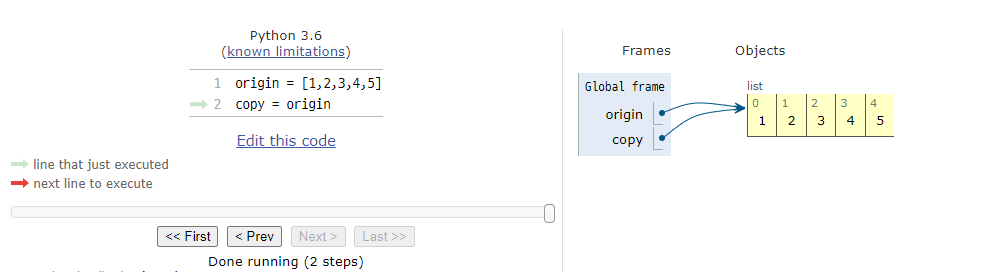 Python 3.6
(known limitations)
1 origin = [1,2,3,4,5]
2 copy = origin
Edit this code
line that just executed
next line to execute
<< First < Prev Next > Last >>
Done running (2 steps)
Frames Objects
Global frame
origin
copy
list
0 1 2 3 4
1 2 3 4 5